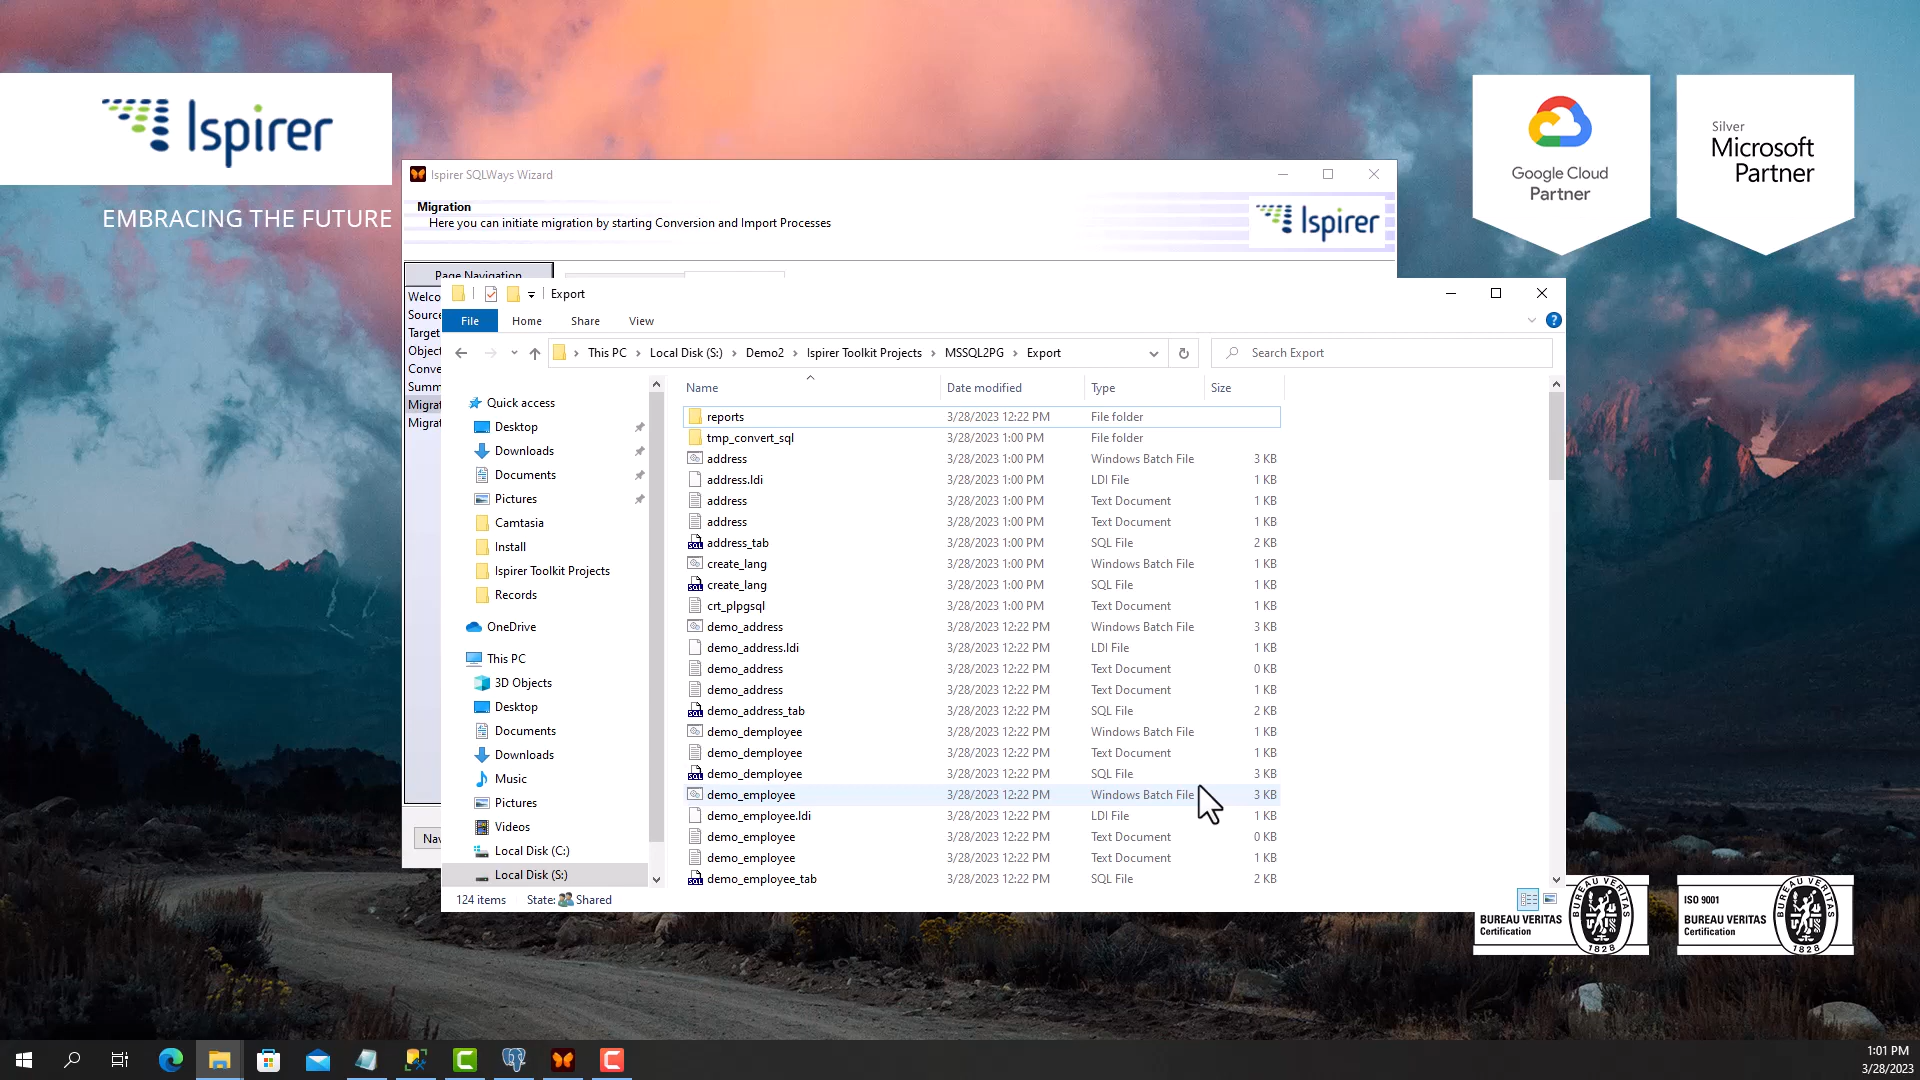 Ispirer
EMBRACING THE FUTURE
Google Cloud
Partner
Silver
Microsoft
Partner
Ispirer SQLWays Wizard
Migration
Here you can initiate migration by starting Conversion and Import Processes
Ispirer
Page Navigation
Welco
Source
Target
Object
Conve
Summ
Migrat
Migrat
Nav
Export
File Home Share View
This PC Local Disk (S:) Demo2 Ispirer Toolkit Projects MSSQL2PG Export
Search Export
Quick access
Desktop
Downloads
Documents
Pictures
Camtasia
Install
Ispirer Toolkit Projects
Records
OneDrive
This PC
3D Objects
Desktop
Documents
Downloads
Music
Pictures
Videos
Local Disk (C:)
Local Disk (S:)
Name Date modified Type Size
reports 3/28/2023 12:22 PM File folder
tmp_convert_sql 3/28/2023 1:00 PM File folder
address 3/28/2023 1:00 PM Windows Batch File 3 KB
address.ldi 3/28/2023 1:00 PM LDI File 1 KB
address 3/28/2023 1:00 PM Text Document 1 KB
address 3/28/2023 1:00 PM Text Document 1 KB
address_tab 3/28/2023 1:00 PM SQL File 2 KB
create_lang 3/28/2023 1:00 PM Windows Batch File 1 KB
create_lang 3/28/2023 1:00 PM SQL File 1 KB
crt_plpgsql 3/28/2023 1:00 PM Text Document 1 KB
demo_address 3/28/2023 12:22 PM Windows Batch File 3 KB
demo_address.ldi 3/28/2023 12:22 PM LDI File 1 KB
demo_address 3/28/2023 12:22 PM Text Document 0 KB
demo_address 3/28/2023 12:22 PM Text Document 1 KB
demo_address_tab 3/28/2023 12:22 PM SQL File 2 KB
demo_demployee 3/28/2023 12:22 PM Windows Batch File 1 KB
demo_demployee 3/28/2023 12:22 PM Text Document 1 KB
demo_demployee 3/28/2023 12:22 PM SQL File 3 KB
demo_employee 3/28/2023 12:22 PM Windows Batch File 3 KB
demo_employee.ldi 3/28/2023 12:22 PM LDI File 1 KB
demo_employee 3/28/2023 12:22 PM Text Document 0 KB
demo_employee 3/28/2023 12:22 PM Text Document 1 KB
demo_employee_tab 3/28/2023 12:22 PM SQL File 2 KB
124 items State: Shared
BUREAU VERITAS
Certification
BUREAU VERITAS
1828
ISO 9001
BUREAU VERITAS
Certification
BUREAU VERITAS
1828
1:01 PM
3/28/2023